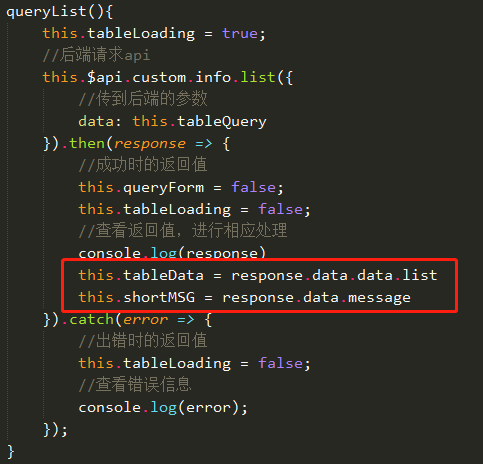 queryList(){
this.tableLoading = true;
//后端请求api
this.$api.custom.info.list({
//传到后端的参数
data: this.tableQuery
}).then(response => {
//成功时的返回值
this.queryForm = false;
this.tableLoading = false;
//查看返回值，进行相应处理
console.log(response)
this.tableData = response.data.data.list
this.shortMSG = response.data.message
}).catch(error => {
//出错时的返回值
this.tableLoading = false;
//查看错误信息
console.log(error);
});
}